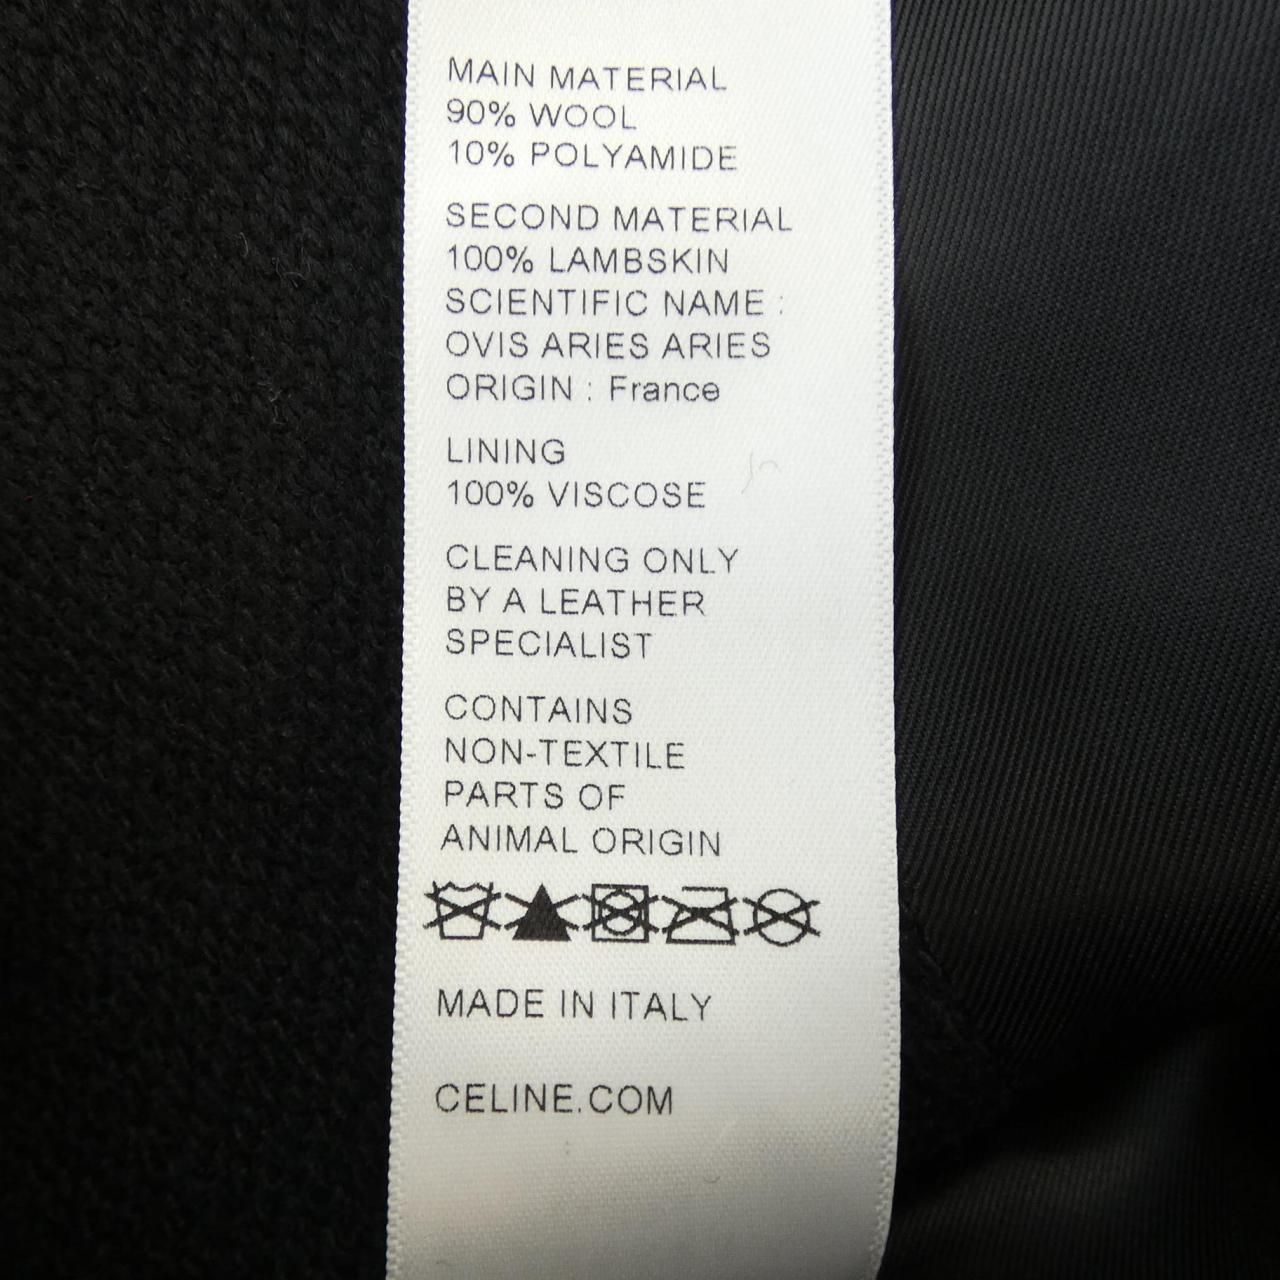 MAIN MATERIAL
90% WOOL
10% POLYAMIDE
SECOND MATERIAL
100% LAMBSKIN
SCIENTIFIC NAME :
OVIS ARIES ARIES
ORIGIN : France
LINING
100% VISCOSE
CLEANING ONLY
BY A LEATHER
SPECIALIST
CONTAINS
NON-TEXTILE
PARTS OF
ANIMAL ORIGIN
MADE IN ITALY
CELINE.COM